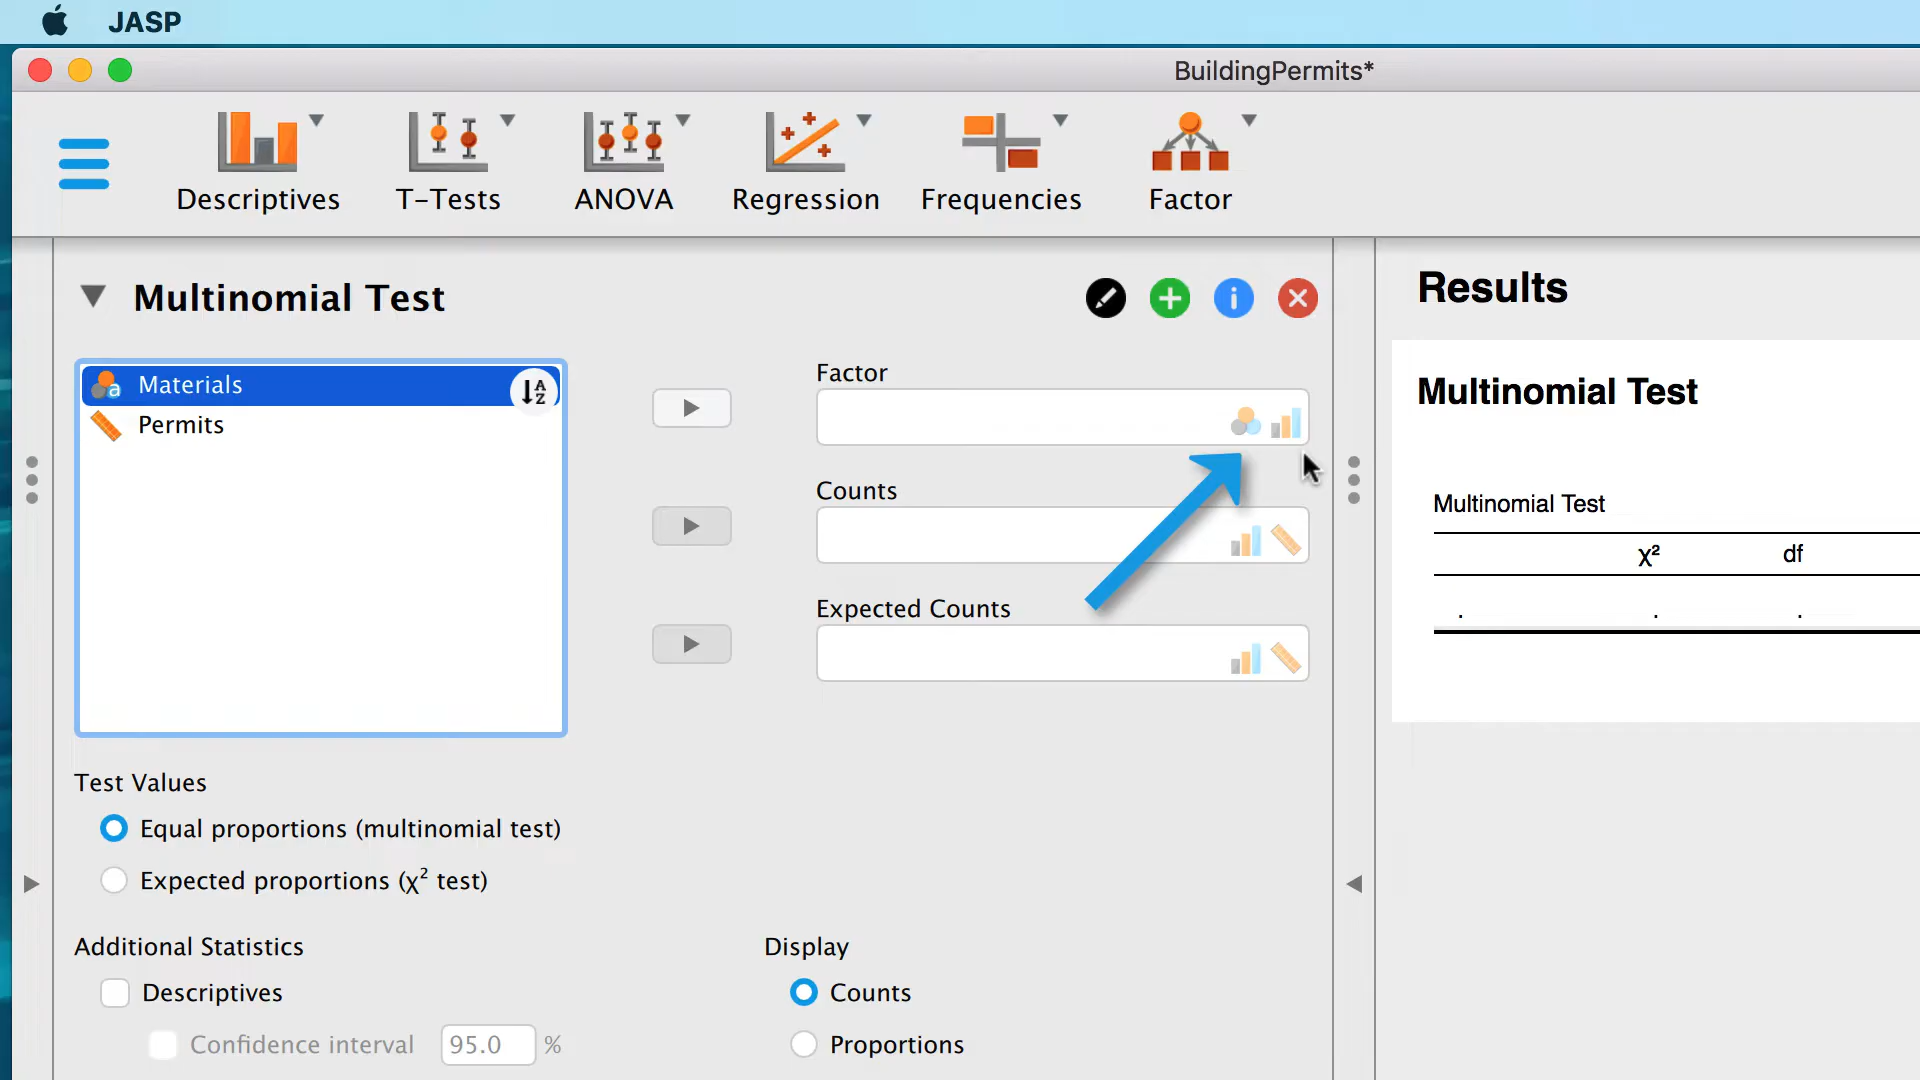 JASP
BuildingPermits*
Descriptives T-Tests ANOVA Regression Frequencies Factor
Multinomial Test
Materials
Permits
Factor
Counts
Expected Counts
Test Values
Equal proportions (multinomial test)
Expected proportions (χ² test)
Additional Statistics
Descriptives
Confidence interval 95.0 %
Display
Counts
Proportions
Results
Multinomial Test
Multinomial Test
χ² df
. . .